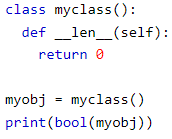 class myclass():
  def __len__(self):
    return 0

myobj = myclass()
print(bool(myobj))